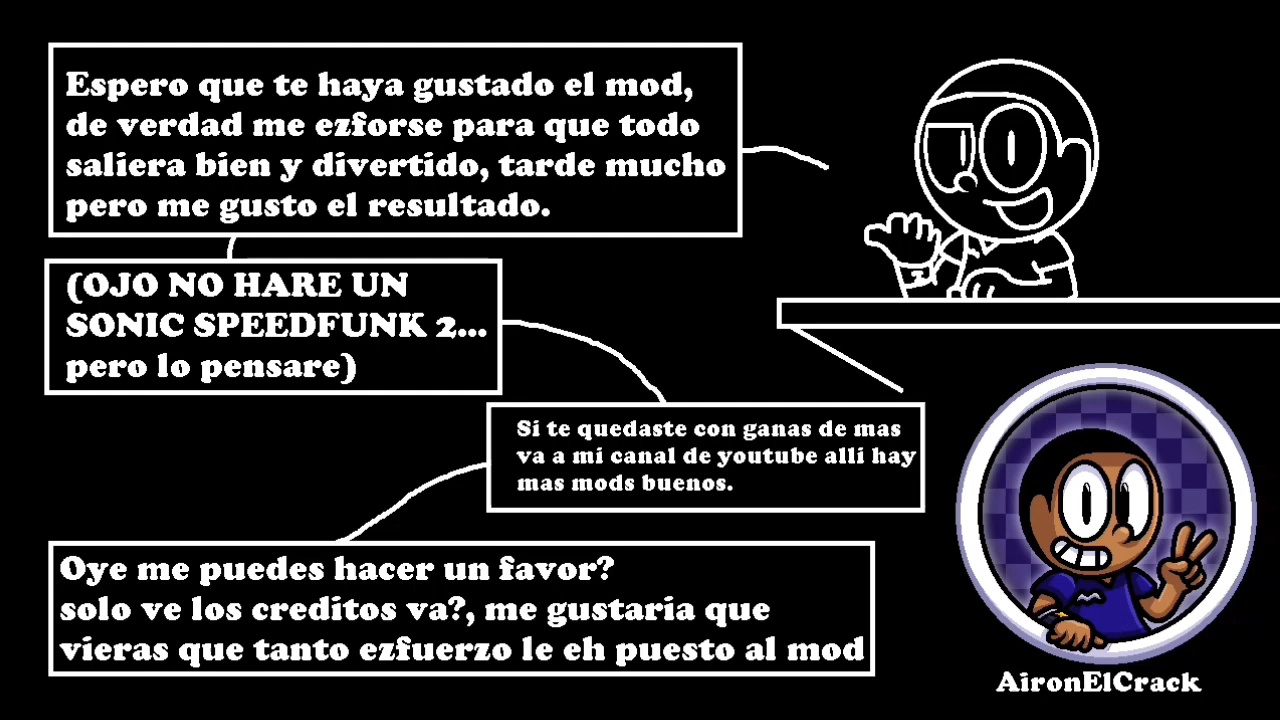 Espero que te haya gustado el mod,
de verdad me ezforse para que todo
saliera bien y divertido, tarde mucho
pero me gusto el resultado.
(OJO NO HARE UN
SONIC SPEEDFUNK 2...
pero lo pensare)
Si te quedaste con ganas de mas
va a mi canal de youtube alli hay
mas mods buenos.
Oye me puedes hacer un favor?
solo ve los creditos va?, me gustaria que
vieras que tanto ezfuerzo le eh puesto al mod
AironElCrack